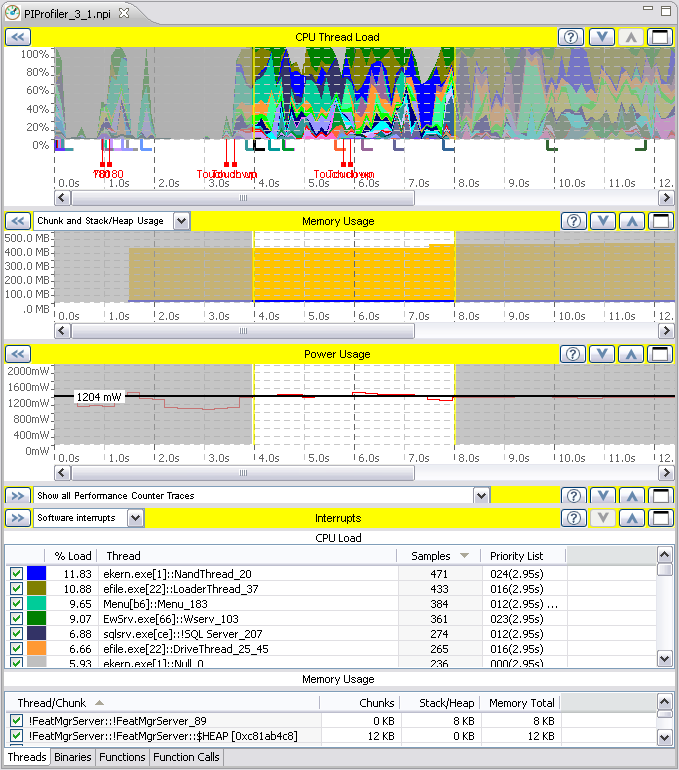 PIProfiler_3_1.npi
CPU Thread Load
100%
80%
60%
40%
20%
0%
Touchdown
0.0s 1.0s 2.0s 3.0s 4.0s 5.0s 6.0s 7.0s 8.0s 9.0s 10.0s 11.0s 12.
Chunk and Stack/Heap Usage
Memory Usage
500.0 MB
400.0 MB
300.0 MB
200.0 MB
100.0 MB
.0 MB
0.0s 1.0s 2.0s 3.0s 4.0s 5.0s 6.0s 7.0s 8.0s 9.0s 10.0s 11.0s 12.
Power Usage
2000mW
1600mW
1200mW
800mW
400mW
0mW
1204 mW
0.0s 1.0s 2.0s 3.0s 4.0s 5.0s 6.0s 7.0s 8.0s 9.0s 10.0s 11.0s 12.
Show all Performance Counter Traces
Software interrupts
Interrupts
CPU Load
% Load Thread Samples Priority List
11.83 ekern.exe[1]::NandThread_20 471 024(2.95s)
10.88 efile.exe[22]::LoaderThread_37 433 016(2.95s)
9.65 Menu[b6]::Menu_183 384 012(2.95s) ...
9.07 EwSrv.exe[66]::Wserv_103 361 023(2.95s)
6.88 sqlsrv.exe[ce]::!SQL Server_207 274 012(2.95s)
6.66 efile.exe[22]::DriveThread_25_45 265 016(2.95s)
5.93 ekern.exe[1]::Null_0 236 000(2.95s)
Memory Usage
Thread/Chunk Chunks Stack/Heap Memory Total
!FeatMgrServer::!FeatMgrServer_89 0 KB 8 KB 8 KB
!FeatMgrServer::!FeatMgrServer::$HEAP [0xc81ab4c8] 12 KB 0 KB 12 KB
Threads Binaries Functions Function Calls